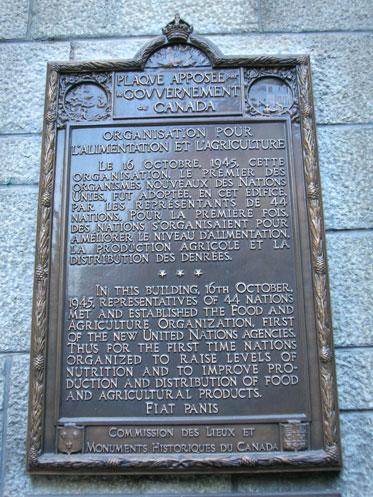 PLAQVE APPOSÉE PAR
LE GOVVERNEMENT
DE CANADA
ORGANISATION POUR
L'ALIMENTATION ET L'AGRICULTURE
LE 16 OCTOBRE, 1945, CETTE
ORGANISATION, LE PREMIER DES
ORGANISMES NOUVEAUX DES NATIONS
UNIES, FUT ADOPTÉE, EN CET ÉDIFICE,
PAR LES REPRÉSENTANTS DE 44
NATIONS. POUR LA PREMIÈRE FOIS,
DES NATIONS S'ORGANISAIENT POUR
AMÉLIORER LE NIVEAU D'ALIMENTATION,
LA PRODUCTION AGRICOLE ET LA
DISTRIBUTION DES DENRÉES.
IN THIS BUILDING, 16TH OCTOBER,
1945, REPRESENTATIVES OF 44 NATIONS
MET AND ESTABLISHED THE FOOD AND
AGRICULTURE ORGANIZATION, FIRST
OF THE NEW UNITED NATIONS AGENCIES.
THUS FOR THE FIRST TIME NATIONS
ORGANIZED TO RAISE LEVELS OF
NUTRITION AND TO IMPROVE PRO-
DUCTION AND DISTRIBUTION OF FOOD
AND AGRICULTURAL PRODUCTS.
FIAT PANIS
COMMISSION DES LIEUX ET
MONUMENTS HISTORIQUES DU CANADA